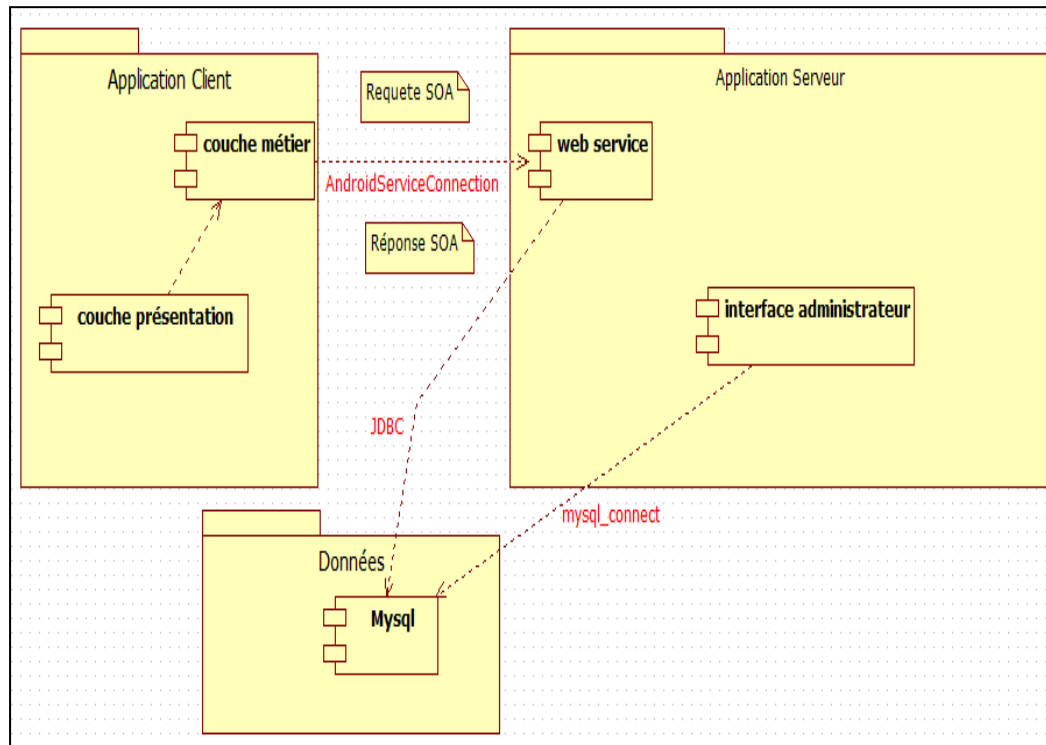 Application Client
Requete SOA
Application Serveur
couche métier
web service
AndroidServiceConnection
Réponse SOA
couche présentation
interface administrateur
JDBC
mysql_connect
Données
Mysql